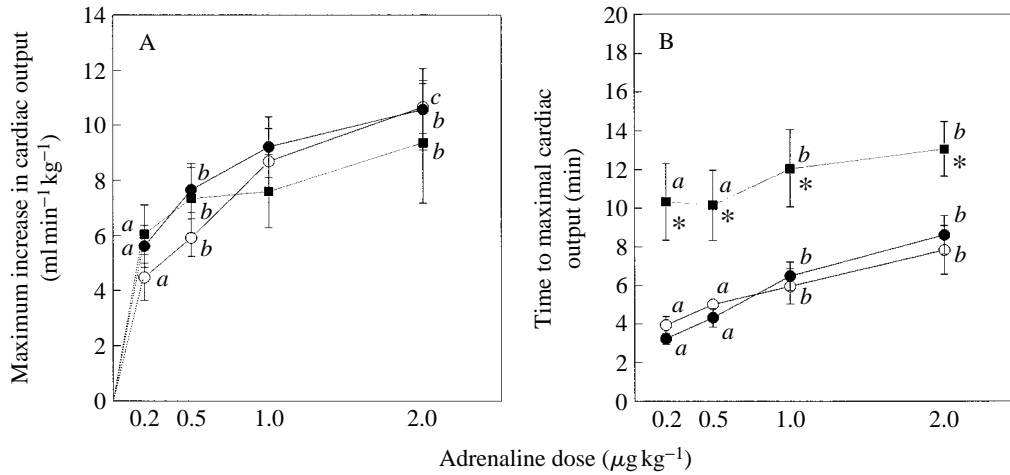 Maximum increase in cardiac output
(ml min⁻¹ kg⁻¹)
14
12
10
8
6
4
2
0
A
a
a
a
b
b
b
c
b
b
0.2 0.5 1.0 2.0
Time to maximal cardiac
output (min)
20
18
16
14
12
10
8
6
4
2
0
B
a
*
a
*
b
*
b
*
a
a
b
b
a
a
b
b
0.2 0.5 1.0 2.0
Adrenaline dose (μg kg⁻¹)